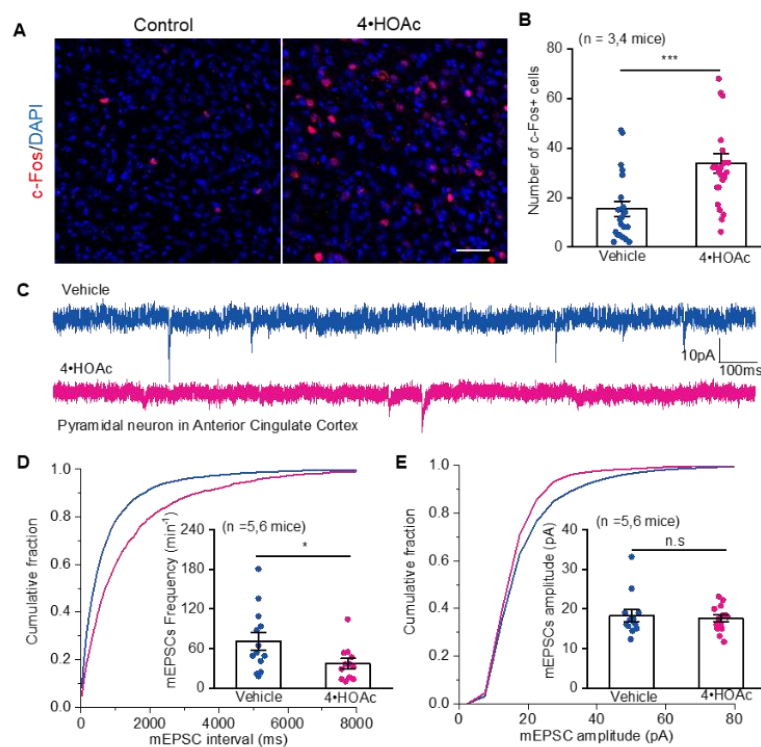 A
Control
4•HOAc
c-Fos/DAPI
B
(n = 3,4 mice)
***
80
60
40
20
0
Number of c-Fos+ cells
Vehicle
4•HOAc
C
Vehicle
10pA
100ms
4•HOAc
Pyramidal neuron in Anterior Cingulate Cortex
D
1.0
0.8
0.6
0.4
0.2
0.0
Cumulative fraction
0
2000
4000
6000
8000
mEPSC interval (ms)
(n =5,6 mice)
*
240
180
120
60
0
mEPSCs Frequency (min⁻¹)
Vehicle
4•HOAc
E
1.0
0.8
0.6
0.4
0.2
0.0
Cumulative fraction
0
20
40
60
80
mEPSC amplitude (pA)
(n =5,6 mice)
n.s
40
30
20
10
0
mEPSCs amplitude (pA)
Vehicle
4•HOAc